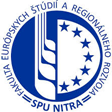 FAKULTA EURÓPSKYCH ŠTÚDIÍ A REGIONÁLNEHO ROZVOJA
SPU NITRA